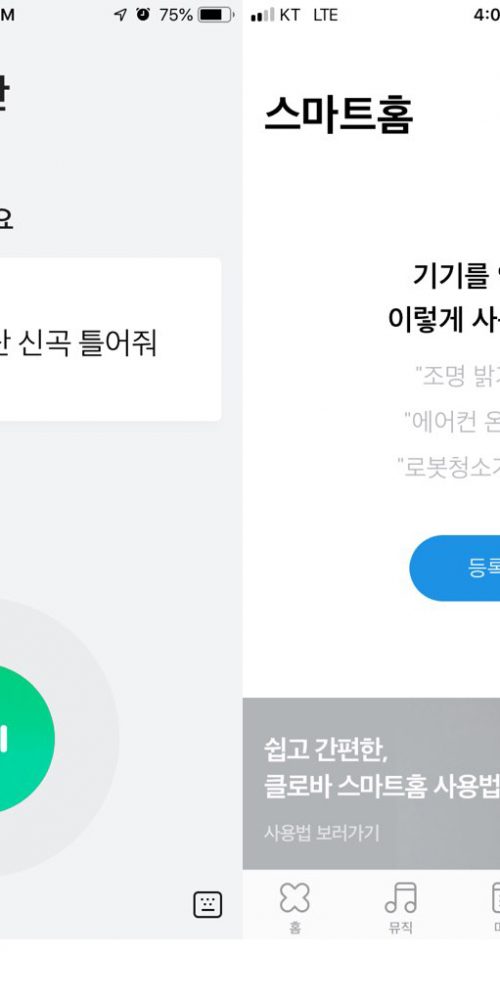 M
75%
요
신곡 틀어줘
KT LTE
4:0
스마트홈
기기를
이렇게 사
"조명 밝
"에어컨 온
"로봇청소
등록
쉽고 간편한,
클로바 스마트홈 사용법
사용법 보러가기
홈
뮤직